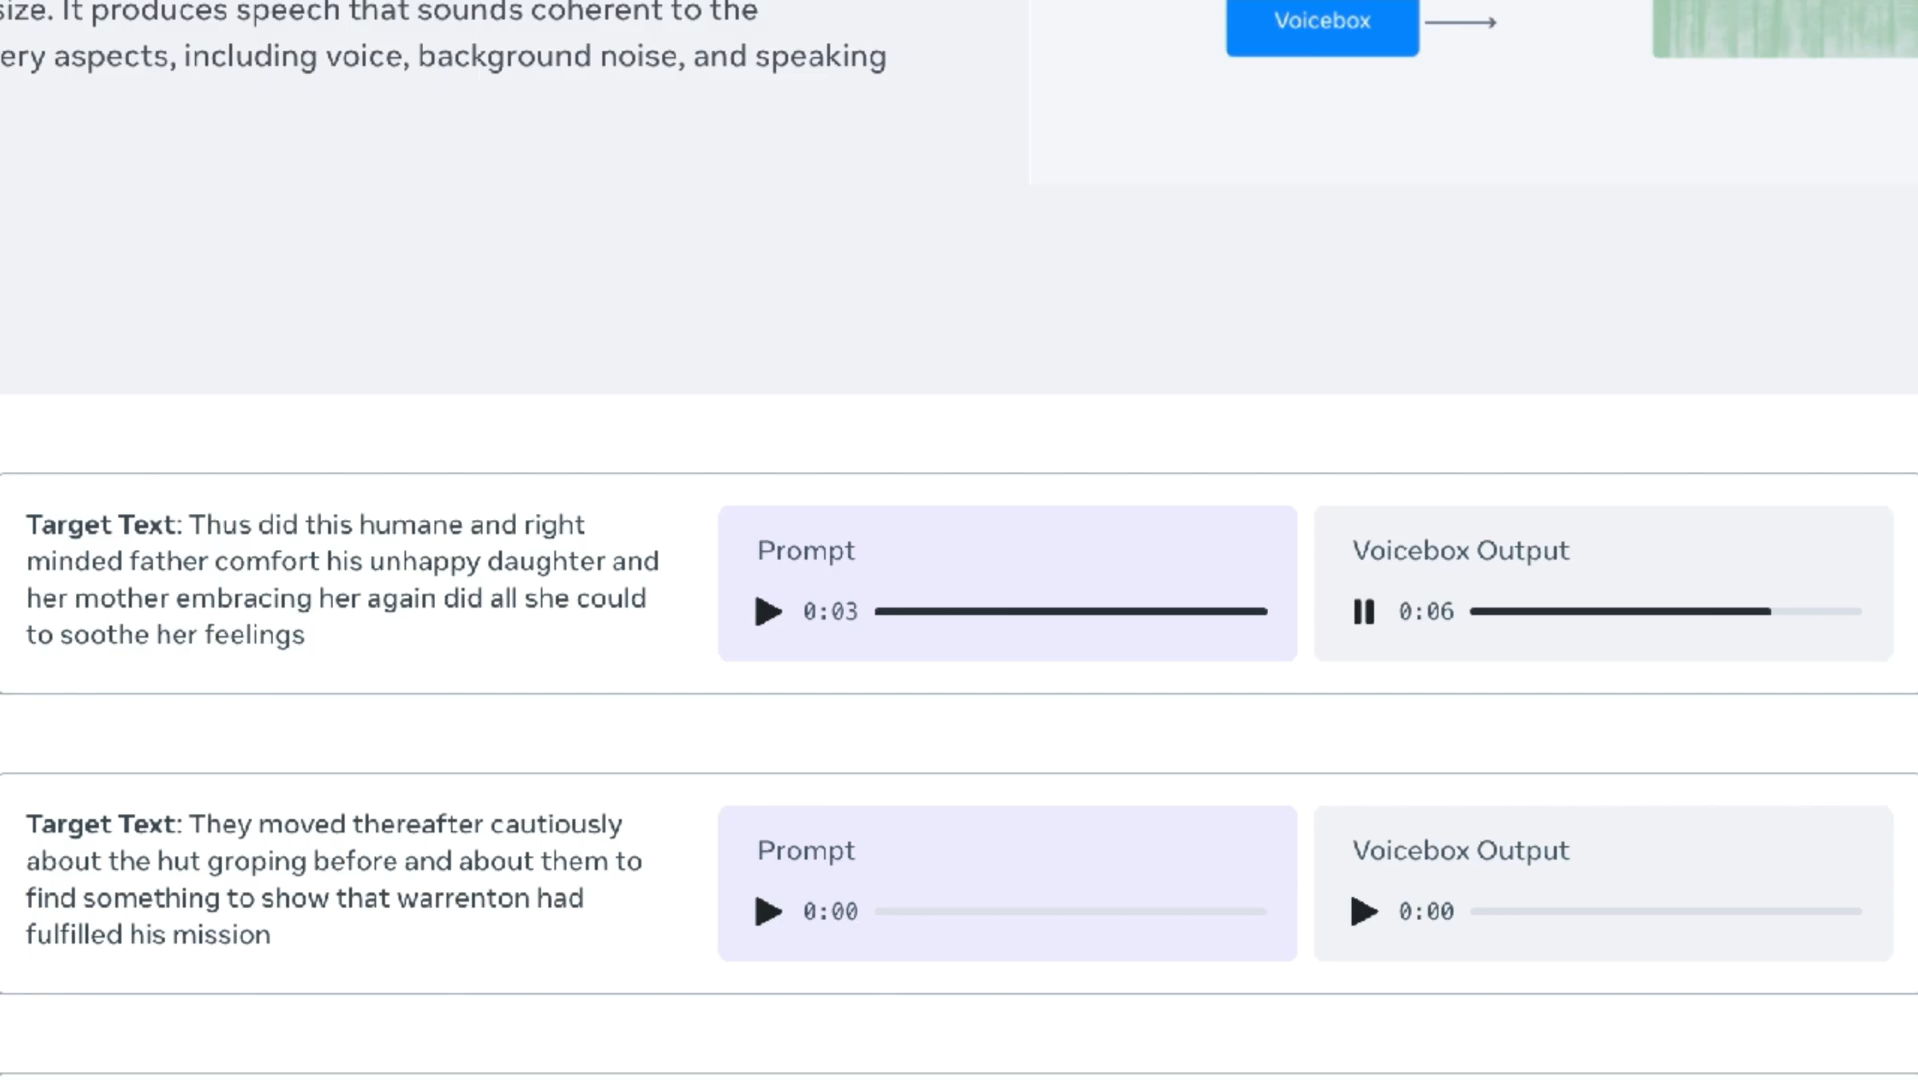 size. It produces speech that sounds coherent to the
ery aspects, including voice, background noise, and speaking
Voicebox
Target Text: Thus did this humane and right
minded father comfort his unhappy daughter and
her mother embracing her again did all she could
to soothe her feelings
Prompt
0:03
Voicebox Output
0:06
Target Text: They moved thereafter cautiously
about the hut groping before and about them to
find something to show that warrenton had
fulfilled his mission
Prompt
0:00
Voicebox Output
0:00